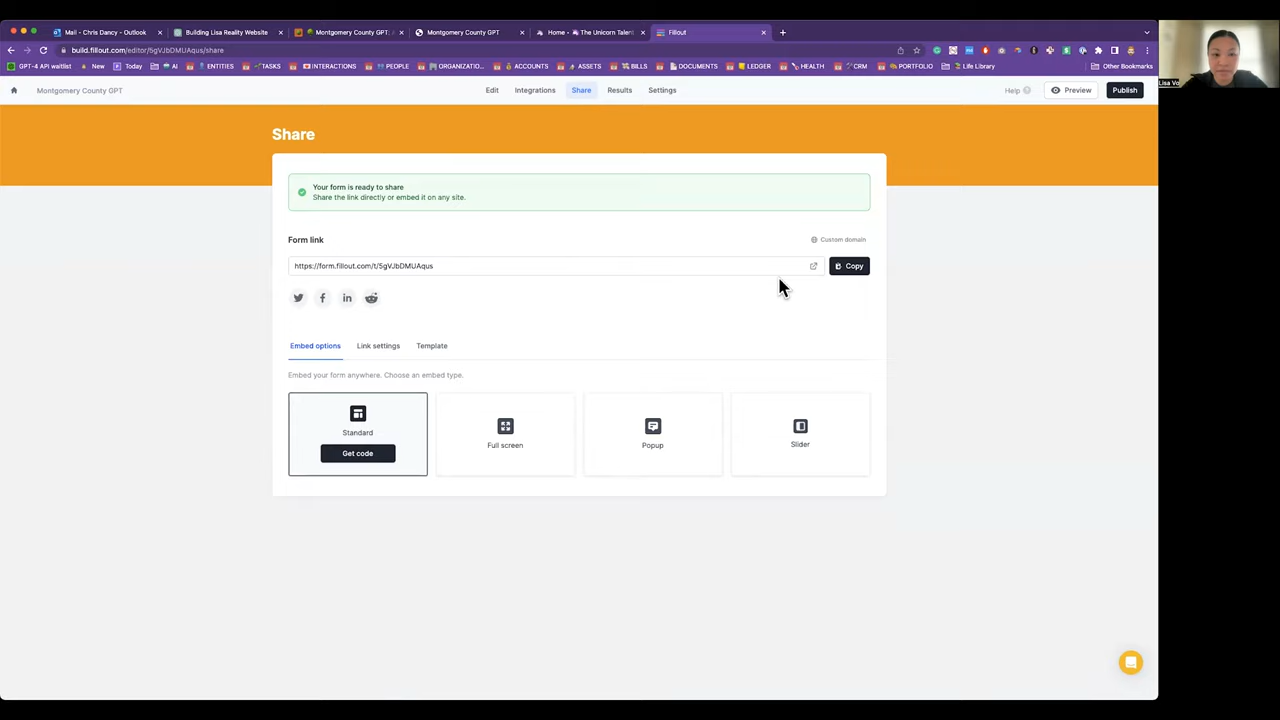 Mail - Chris Dancy - Outlook
Building Lisa Reality Website
Montgomery County GPT: A
Montgomery County GPT
Home - 🦄 The Unicorn Talen
Fillout
build.fillout.com/editor/5gVJbDMUAqus/share
GPT-4 API waitlist
New
Today
AI
ENTITIES
TASKS
INTERACTIONS
PEOPLE
ORGANIZATIO...
ACCOUNTS
ASSETS
BILLS
DOCUMENTS
LEDGER
HEALTH
CRM
PORTFOLIO
Life Library
Other Bookmarks
Montgomery County GPT
Edit
Integrations
Share
Results
Settings
Help
Preview
Publish
Share
Your form is ready to share
Share the link directly or embed it on any site.
Form link
Custom domain
https://form.fillout.com/t/5gVJbDMUAqus
Copy
Embed options
Link settings
Template
Embed your form anywhere. Choose an embed type.
Standard
Get code
Full screen
Popup
Slider
Lisa Vo